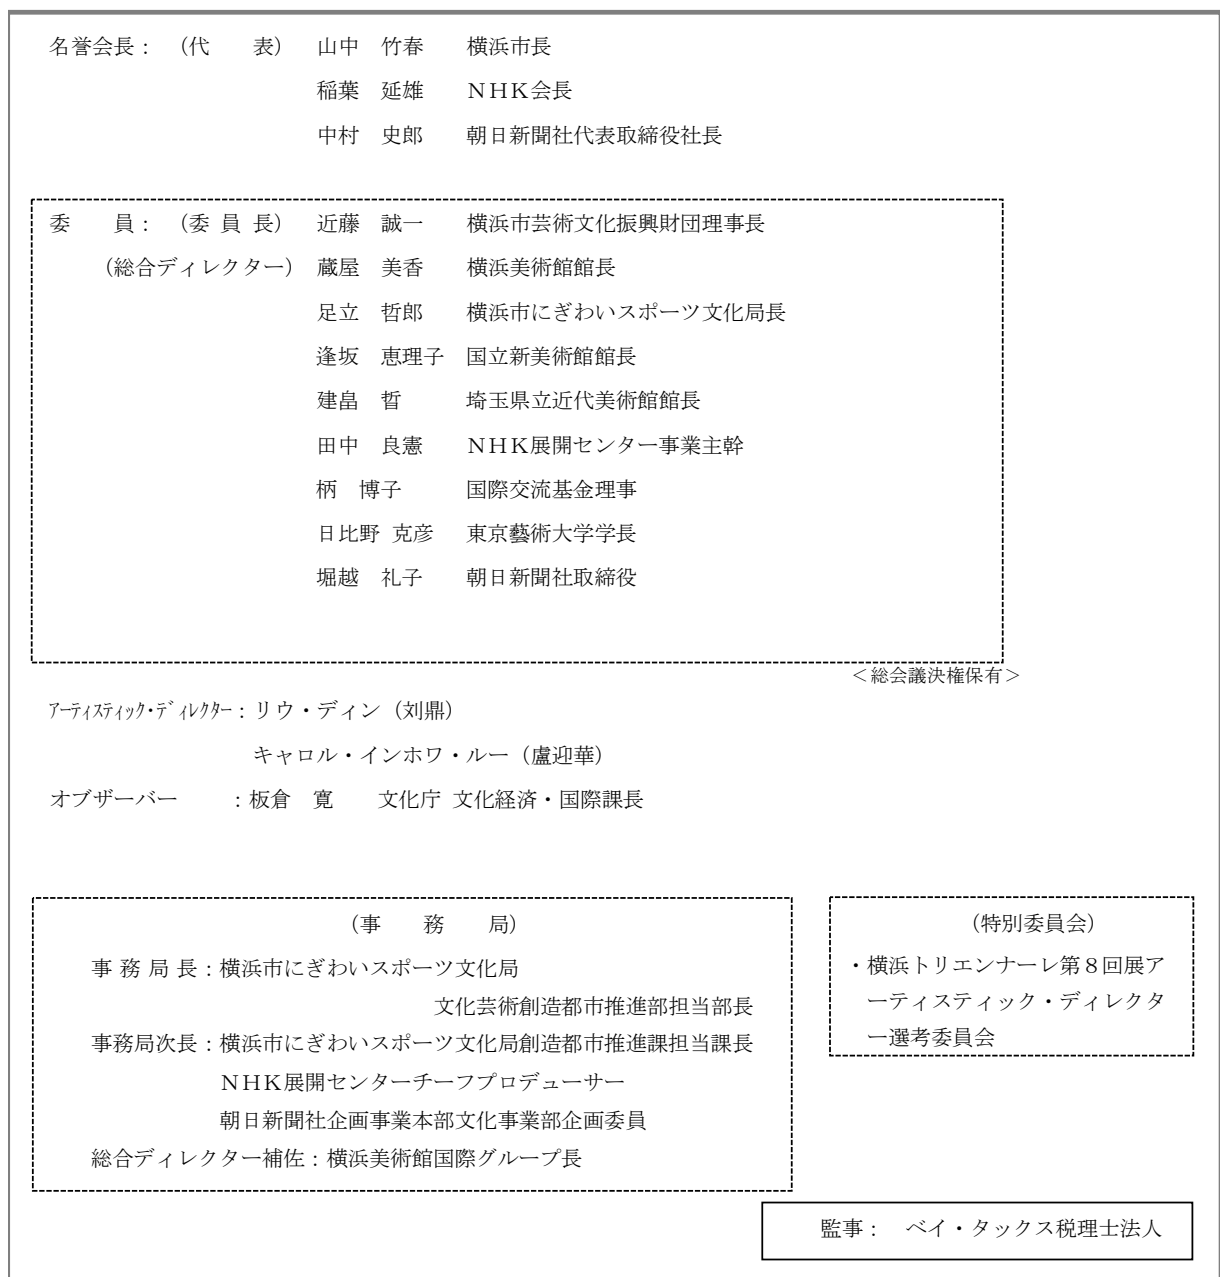 名誉会長： （代　　表） 山中　竹春　　横浜市長
稲葉　延雄　　ＮＨＫ会長
中村　史郎　　朝日新聞社代表取締役社長
委　　員： （委 員 長） 近藤　誠一　　横浜市芸術文化振興財団理事長
（総合ディレクター） 蔵屋　美香　　横浜美術館館長
足立　哲郎　　横浜市にぎわいスポーツ文化局長
逢坂　恵理子　国立新美術館館長
建畠　晢　　　埼玉県立近代美術館館長
田中　良憲　　ＮＨＫ展開センター事業主幹
柄　博子　　　国際交流基金理事
日比野 克彦　 東京藝術大学学長
堀越　礼子　　朝日新聞社取締役
＜総会議決権保有＞
ｱｰﾃｨｽﾃｨｯｸ・ﾃﾞｨﾚｸﾀｰ：リウ・ディン（刘鼎）
キャロル・インホワ・ルー（盧迎華）
オブザーバー　　：板倉　寛　　文化庁 文化経済・国際課長
（事　　務　　局）
事 務 局 長：横浜市にぎわいスポーツ文化局
文化芸術創造都市推進部担当部長
事務局次長：横浜市にぎわいスポーツ文化局創造都市推進課担当課長
ＮＨＫ展開センターチーフプロデューサー
朝日新聞社企画事業本部文化事業部企画委員
総合ディレクター補佐：横浜美術館国際グループ長
（特別委員会）
・横浜トリエンナーレ第８回展ア
ーティスティック・ディレクタ
ー選考委員会
監事：　ベイ・タックス税理士法人